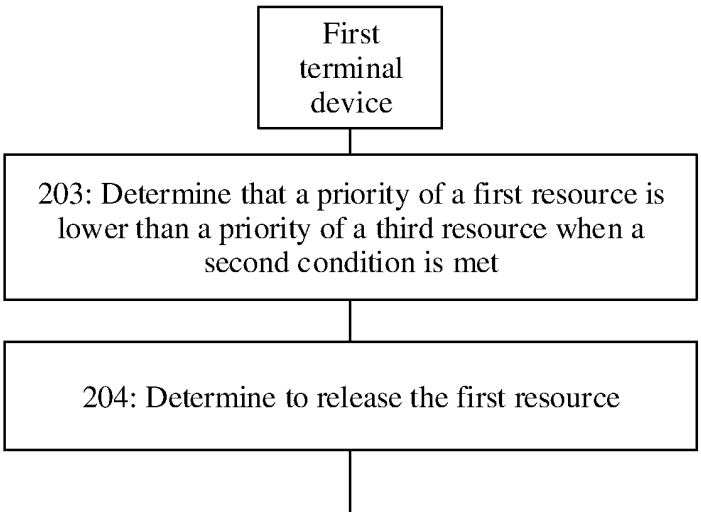 First
terminal
device
203: Determine that a priority of a first resource is
lower than a priority of a third resource when a
second condition is met
204: Determine to release the first resource